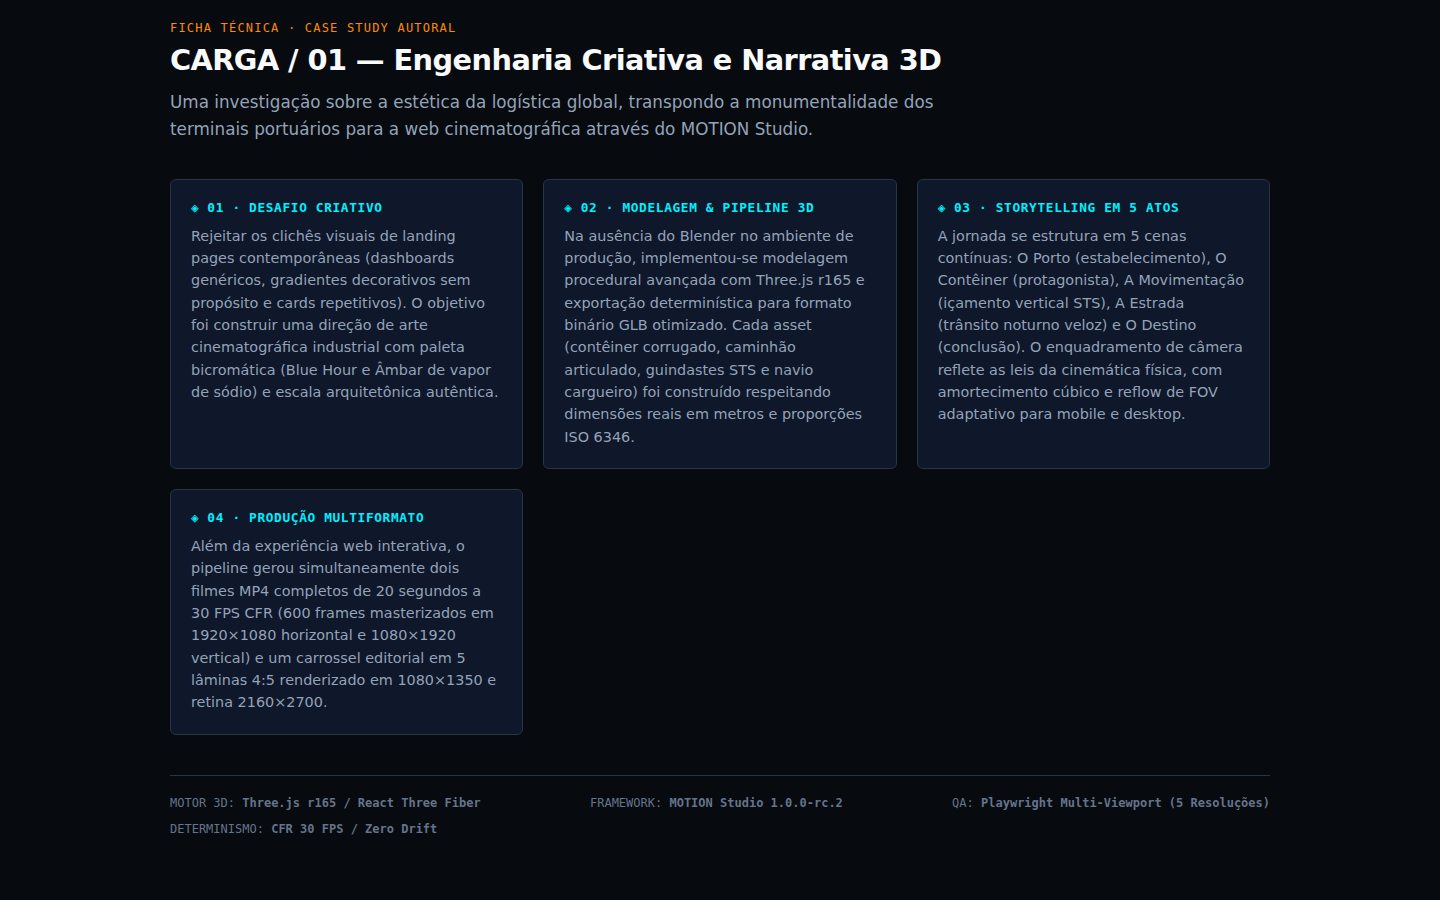 FICHA TÉCNICA · CASE STUDY AUTORAL
CARGA / 01 — Engenharia Criativa e Narrativa 3D
Uma investigação sobre a estética da logística global, transpondo a monumentalidade dos
terminais portuários para a web cinematográfica através do MOTION Studio.
◈ 01 · DESAFIO CRIATIVO
Rejeitar os clichês visuais de landing
pages contemporâneas (dashboards
genéricos, gradientes decorativos sem
propósito e cards repetitivos). O objetivo
foi construir uma direção de arte
cinematográfica industrial com paleta
bicromática (Blue Hour e Âmbar de vapor
de sódio) e escala arquitetônica autêntica.
◈ 02 · MODELAGEM & PIPELINE 3D
Na ausência do Blender no ambiente de
produção, implementou-se modelagem
procedural avançada com Three.js r165 e
exportação determinística para formato
binário GLB otimizado. Cada asset
(contêiner corrugado, caminhão
articulado, guindastes STS e navio
cargueiro) foi construído respeitando
dimensões reais em metros e proporções
ISO 6346.
◈ 03 · STORYTELLING EM 5 ATOS
A jornada se estrutura em 5 cenas
contínuas: O Porto (estabelecimento), O
Contêiner (protagonista), A Movimentação
(içamento vertical STS), A Estrada
(trânsito noturno veloz) e O Destino
(conclusão). O enquadramento de câmera
reflete as leis da cinemática física, com
amortecimento cúbico e reflow de FOV
adaptativo para mobile e desktop.
◈ 04 · PRODUÇÃO MULTIFORMATO
Além da experiência web interativa, o
pipeline gerou simultaneamente dois
filmes MP4 completos de 20 segundos a
30 FPS CFR (600 frames masterizados em
1920×1080 horizontal e 1080×1920
vertical) e um carrossel editorial em 5
lâminas 4:5 renderizado em 1080×1350 e
retina 2160×2700.
MOTOR 3D: Three.js r165 / React Three Fiber
FRAMEWORK: MOTION Studio 1.0.0-rc.2
QA: Playwright Multi-Viewport (5 Resoluções)
DETERMINISMO: CFR 30 FPS / Zero Drift